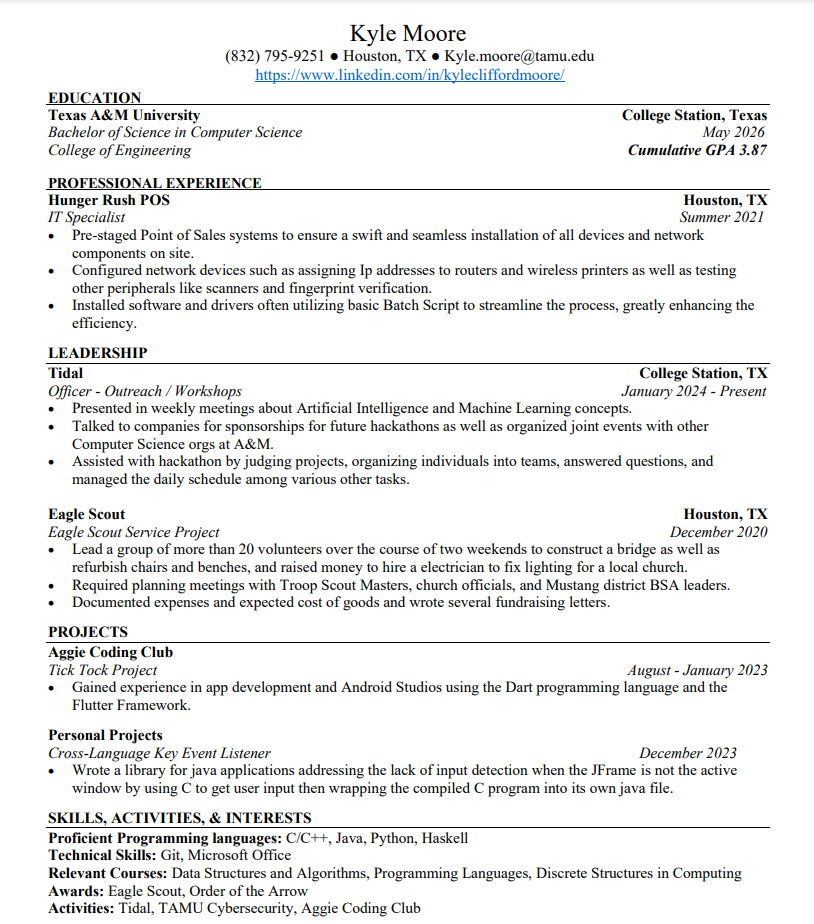 Kyle Moore
(832) 795-9251 ● Houston, TX ● Kyle.moore@tamu.edu
https://www.linkedin.com/in/kylecliffordmoore/
EDUCATION
Texas A&M University College Station, Texas
Bachelor of Science in Computer Science May 2026
College of Engineering Cumulative GPA 3.87
PROFESSIONAL EXPERIENCE
Hunger Rush POS Houston, TX
IT Specialist Summer 2021
• Pre-staged Point of Sales systems to ensure a swift and seamless installation of all devices and network
components on site.
• Configured network devices such as assigning Ip addresses to routers and wireless printers as well as testing
other peripherals like scanners and fingerprint verification.
• Installed software and drivers often utilizing basic Batch Script to streamline the process, greatly enhancing the
efficiency.
LEADERSHIP
Tidal College Station, TX
Officer - Outreach / Workshops January 2024 - Present
• Presented in weekly meetings about Artificial Intelligence and Machine Learning concepts.
• Talked to companies for sponsorships for future hackathons as well as organized joint events with other
Computer Science orgs at A&M.
• Assisted with hackathon by judging projects, organizing individuals into teams, answered questions, and
managed the daily schedule among various other tasks.
Eagle Scout Houston, TX
Eagle Scout Service Project December 2020
• Lead a group of more than 20 volunteers over the course of two weekends to construct a bridge as well as
refurbish chairs and benches, and raised money to hire a electrician to fix lighting for a local church.
• Required planning meetings with Troop Scout Masters, church officials, and Mustang district BSA leaders.
• Documented expenses and expected cost of goods and wrote several fundraising letters.
PROJECTS
Aggie Coding Club
Tick Tock Project August - January 2023
• Gained experience in app development and Android Studios using the Dart programming language and the
Flutter Framework.
Personal Projects
Cross-Language Key Event Listener December 2023
• Wrote a library for java applications addressing the lack of input detection when the JFrame is not the active
window by using C to get user input then wrapping the compiled C program into its own java file.
SKILLS, ACTIVITIES, & INTERESTS
Proficient Programming languages: C/C++, Java, Python, Haskell
Technical Skills: Git, Microsoft Office
Relevant Courses: Data Structures and Algorithms, Programming Languages, Discrete Structures in Computing
Awards: Eagle Scout, Order of the Arrow
Activities: Tidal, TAMU Cybersecurity, Aggie Coding Club